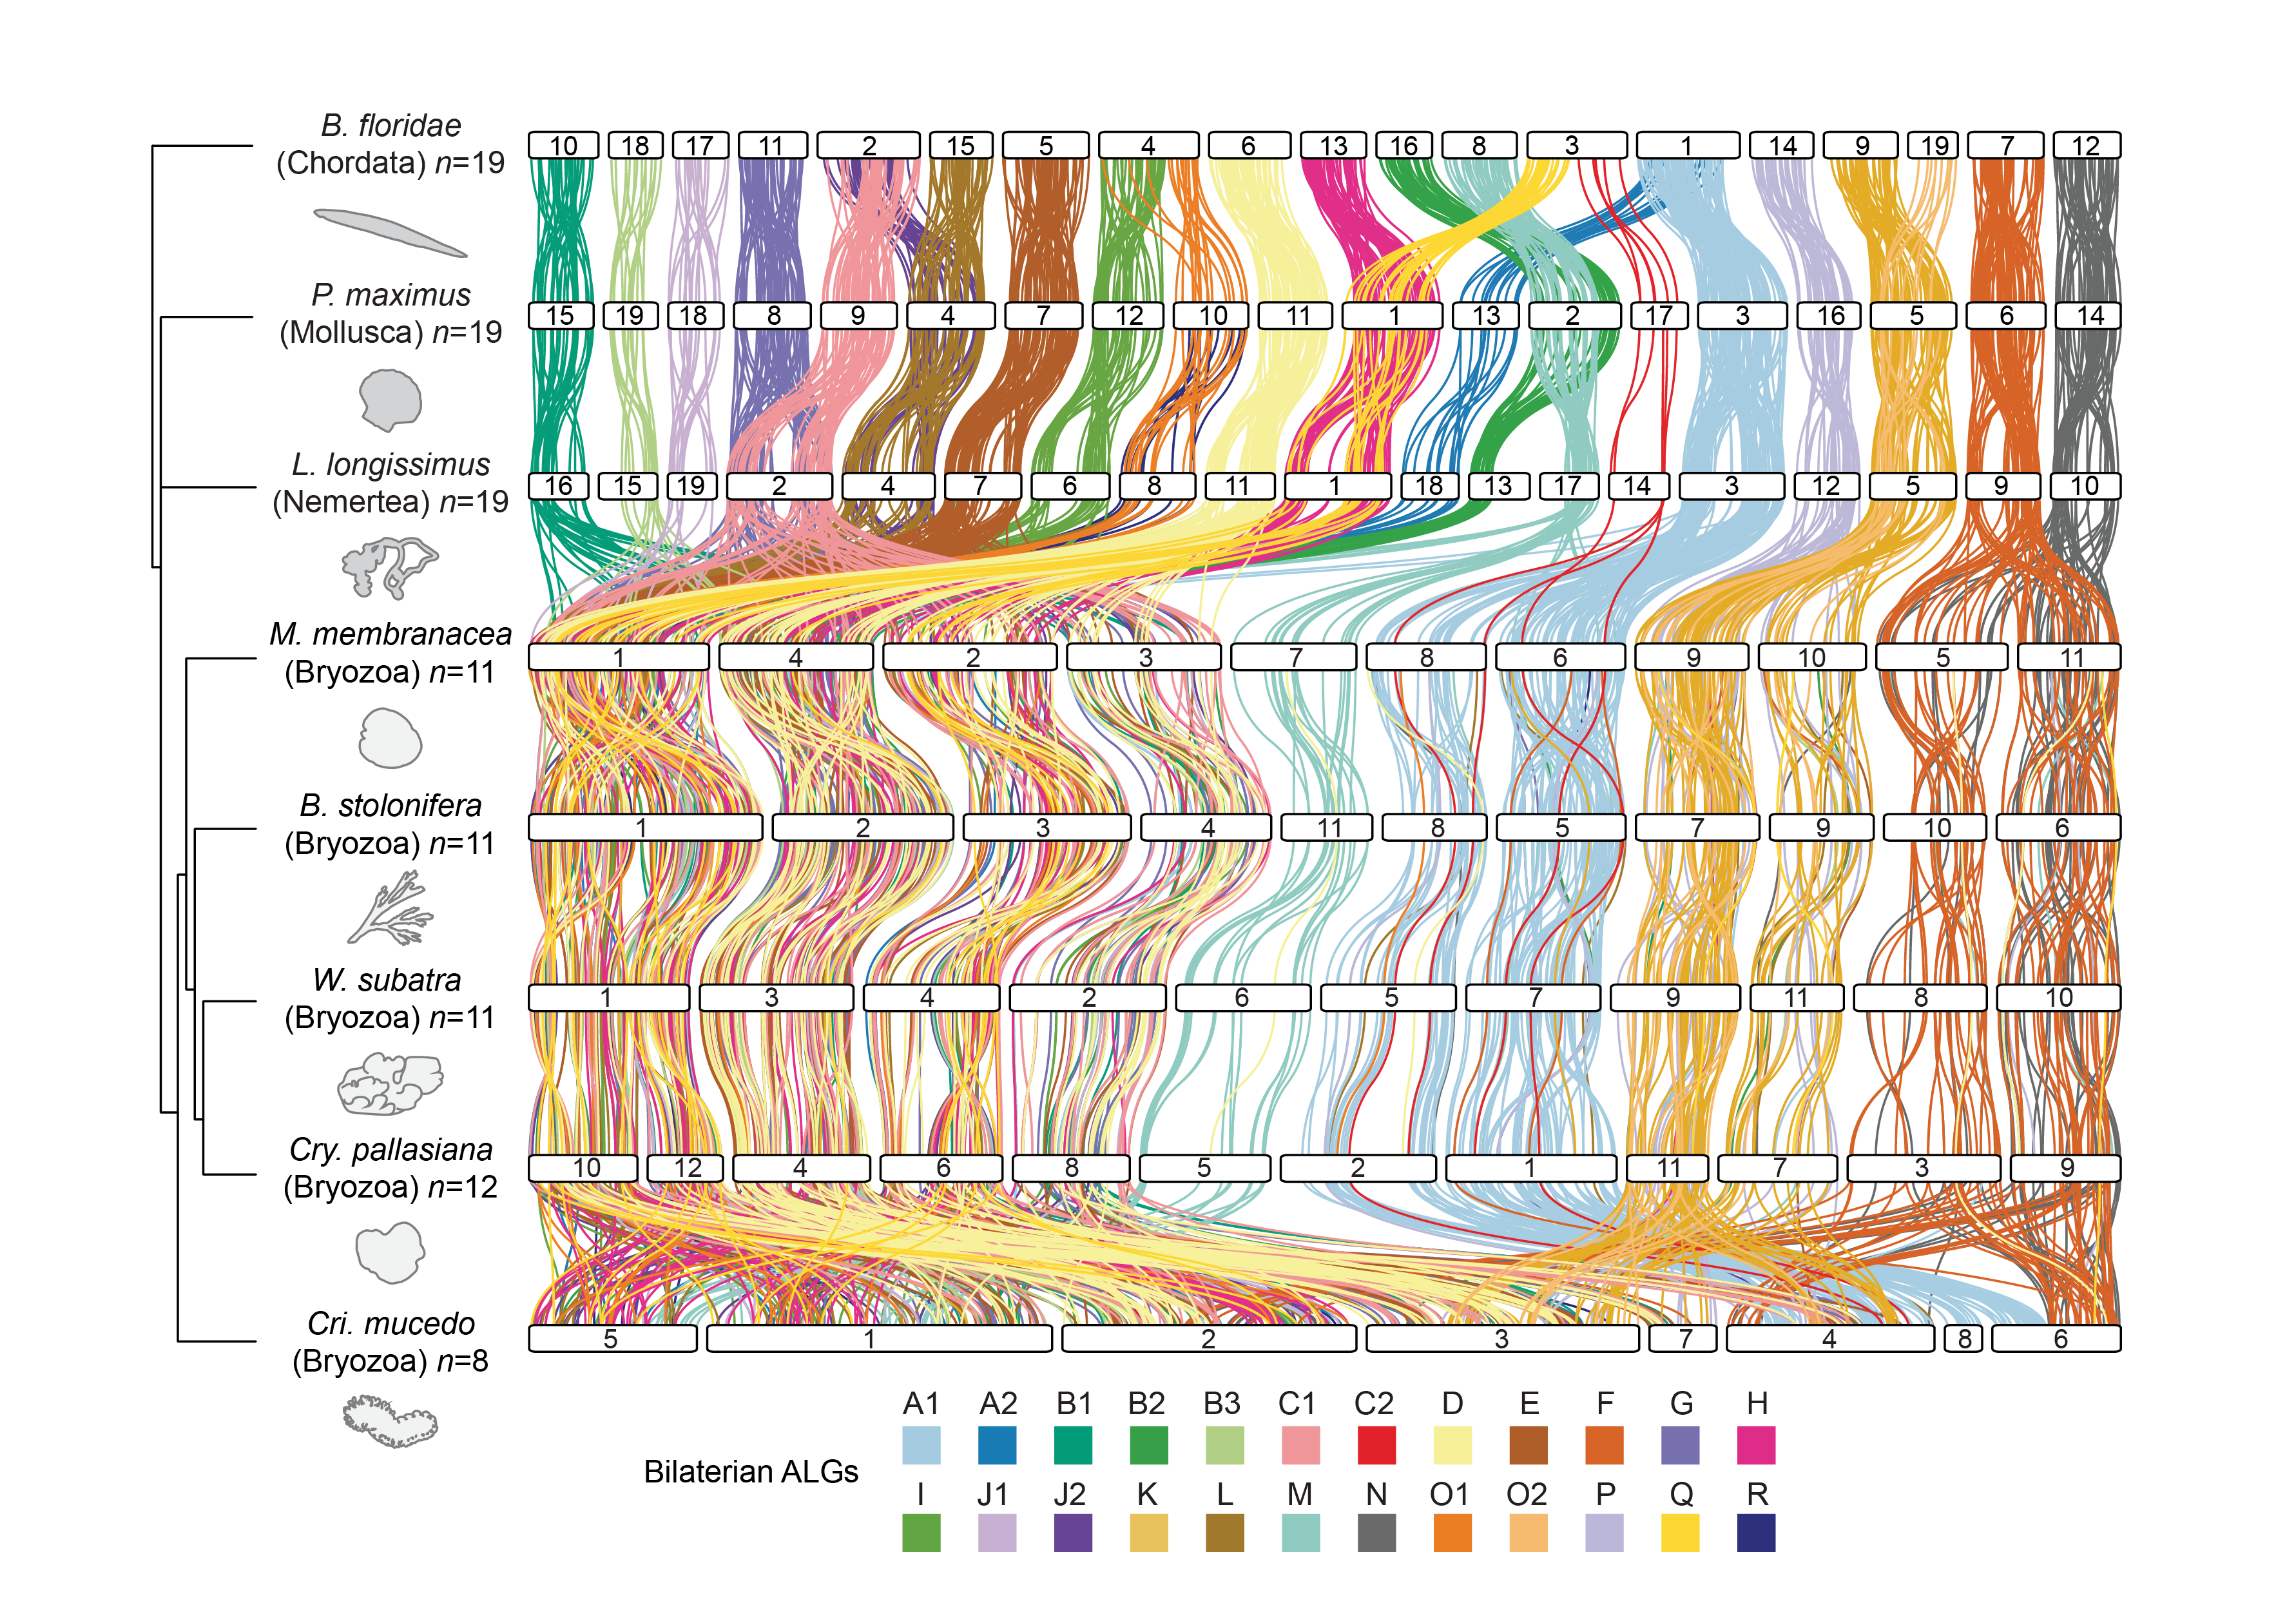 B. floridae
(Chordata) n=19
10 18 17 11 2 15 5 4 6 13 16 8 3 1 14 9 19 7 12
P. maximus
(Mollusca) n=19
15 19 18 8 9 4 7 12 10 11 1 13 2 17 3 16 5 6 14
L. longissimus
(Nemertea) n=19
16 15 19 2 4 7 6 8 11 1 18 13 17 14 3 12 5 9 10
M. membranacea
(Bryozoa) n=11
1 4 2 3 7 8 6 9 10 5 11
B. stolonifera
(Bryozoa) n=11
1 2 3 4 11 8 5 7 9 10 6
W. subatra
(Bryozoa) n=11
1 3 4 2 6 5 7 9 11 8 10
Cry. pallasiana
(Bryozoa) n=12
10 12 4 6 8 5 2 1 11 7 3 9
Cri. mucedo
(Bryozoa) n=8
5 1 2 3 7 4 8 6
Bilaterian ALGs
A1 A2 B1 B2 B3 C1 C2 D E F G H
I J1 J2 K L M N O1 O2 P Q R